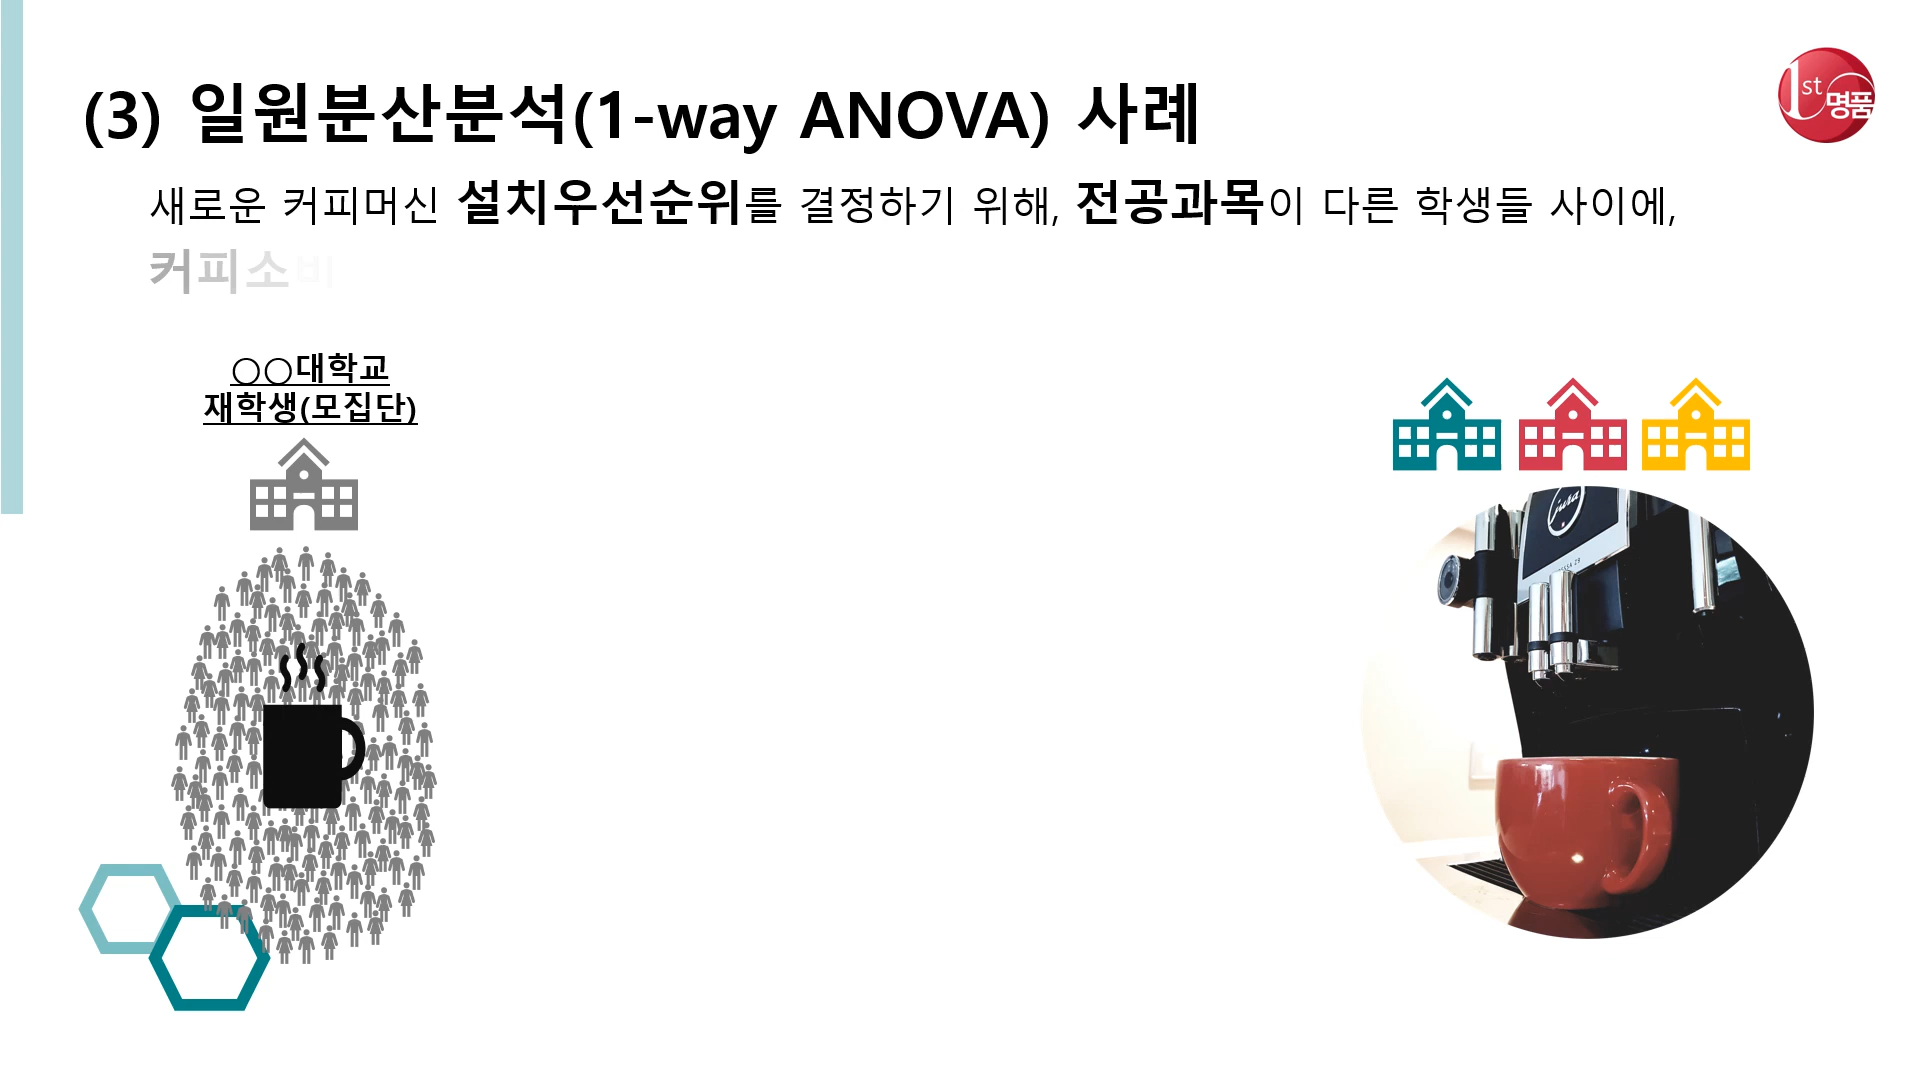 (3) 일원분산분석(1-way ANOVA) 사례
1st 명품
새로운 커피머신 설치우선순위를 결정하기 위해, 전공과목이 다른 학생들 사이에,
커피소비
○○대학교
재학생(모집단)
jura